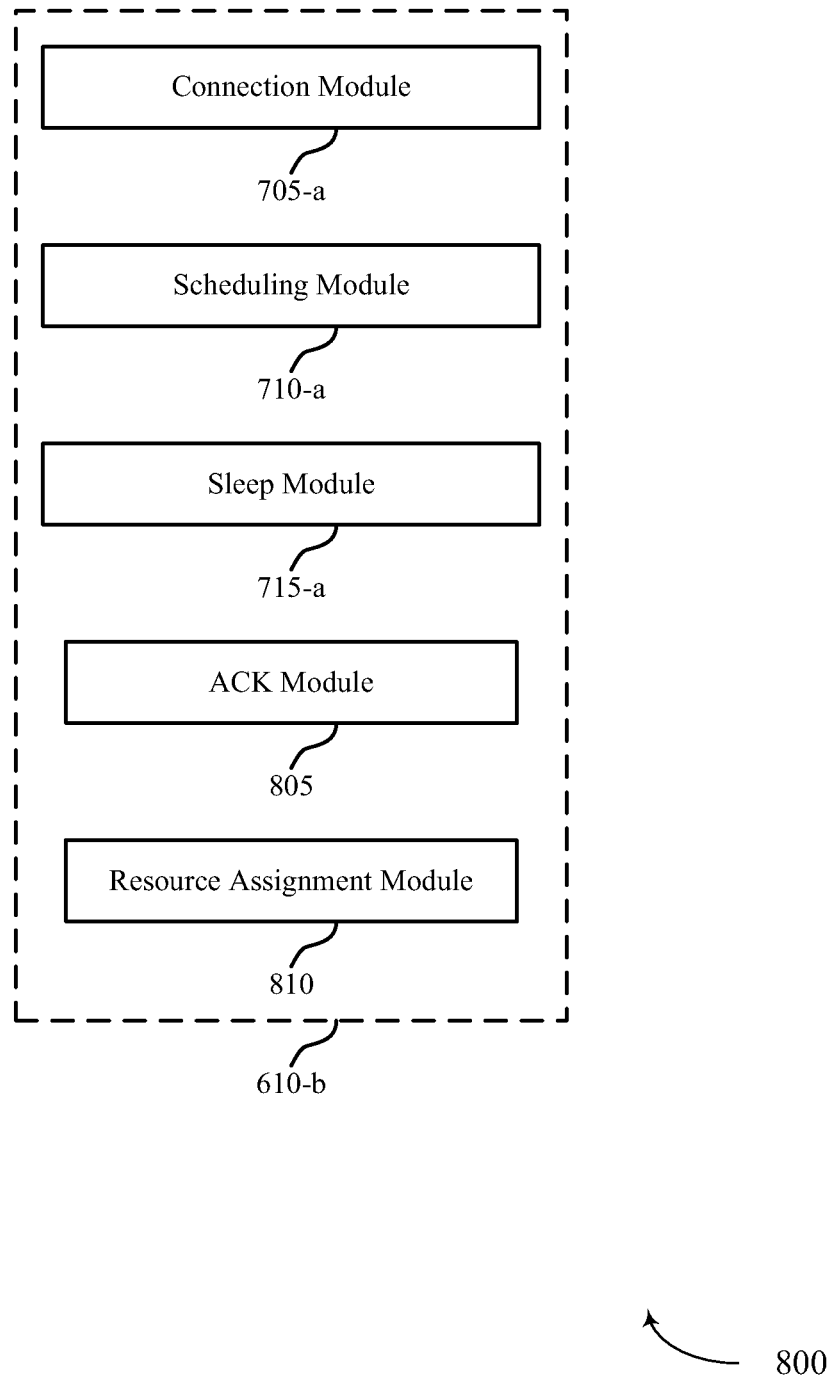 Connection Module
705-a
Scheduling Module
710-a
Sleep Module
715-a
ACK Module
805
Resource Assignment Module
810
610-b
800